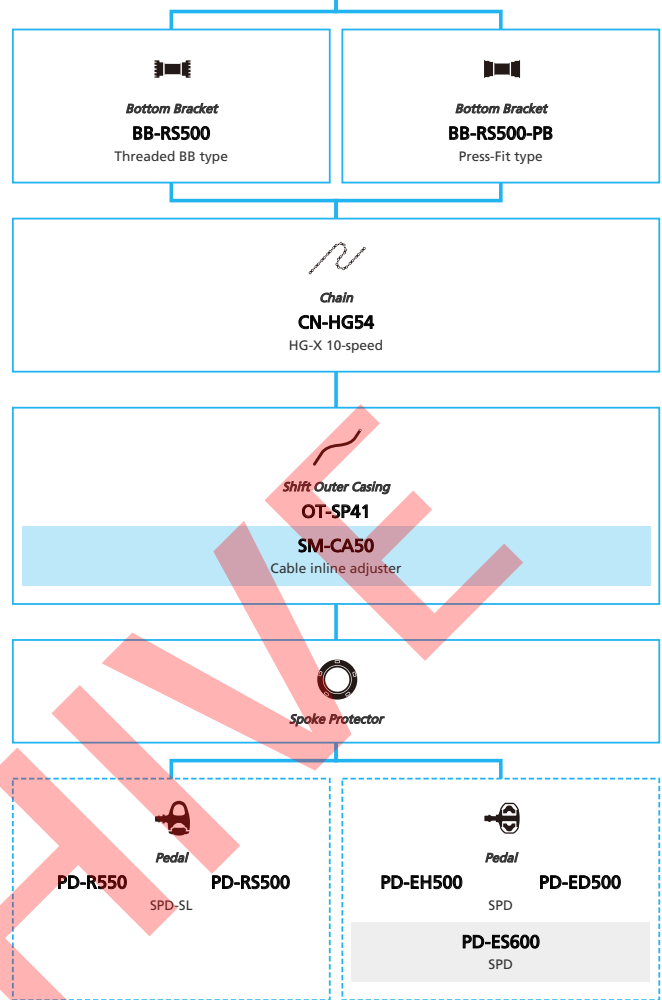 Bottom Bracket
BB-RS500
Threaded BB type
Bottom Bracket
BB-RS500-PB
Press-Fit type
Chain
CN-HG54
HG-X 10-speed
Shift Outer Casing
OT-SP41
SM-CA50
Cable inline adjuster
Spoke Protector
Pedal
PD-R550 PD-RS500
SPD-SL
Pedal
PD-EH500 PD-ED500
SPD
PD-ES600
SPD
HIVE